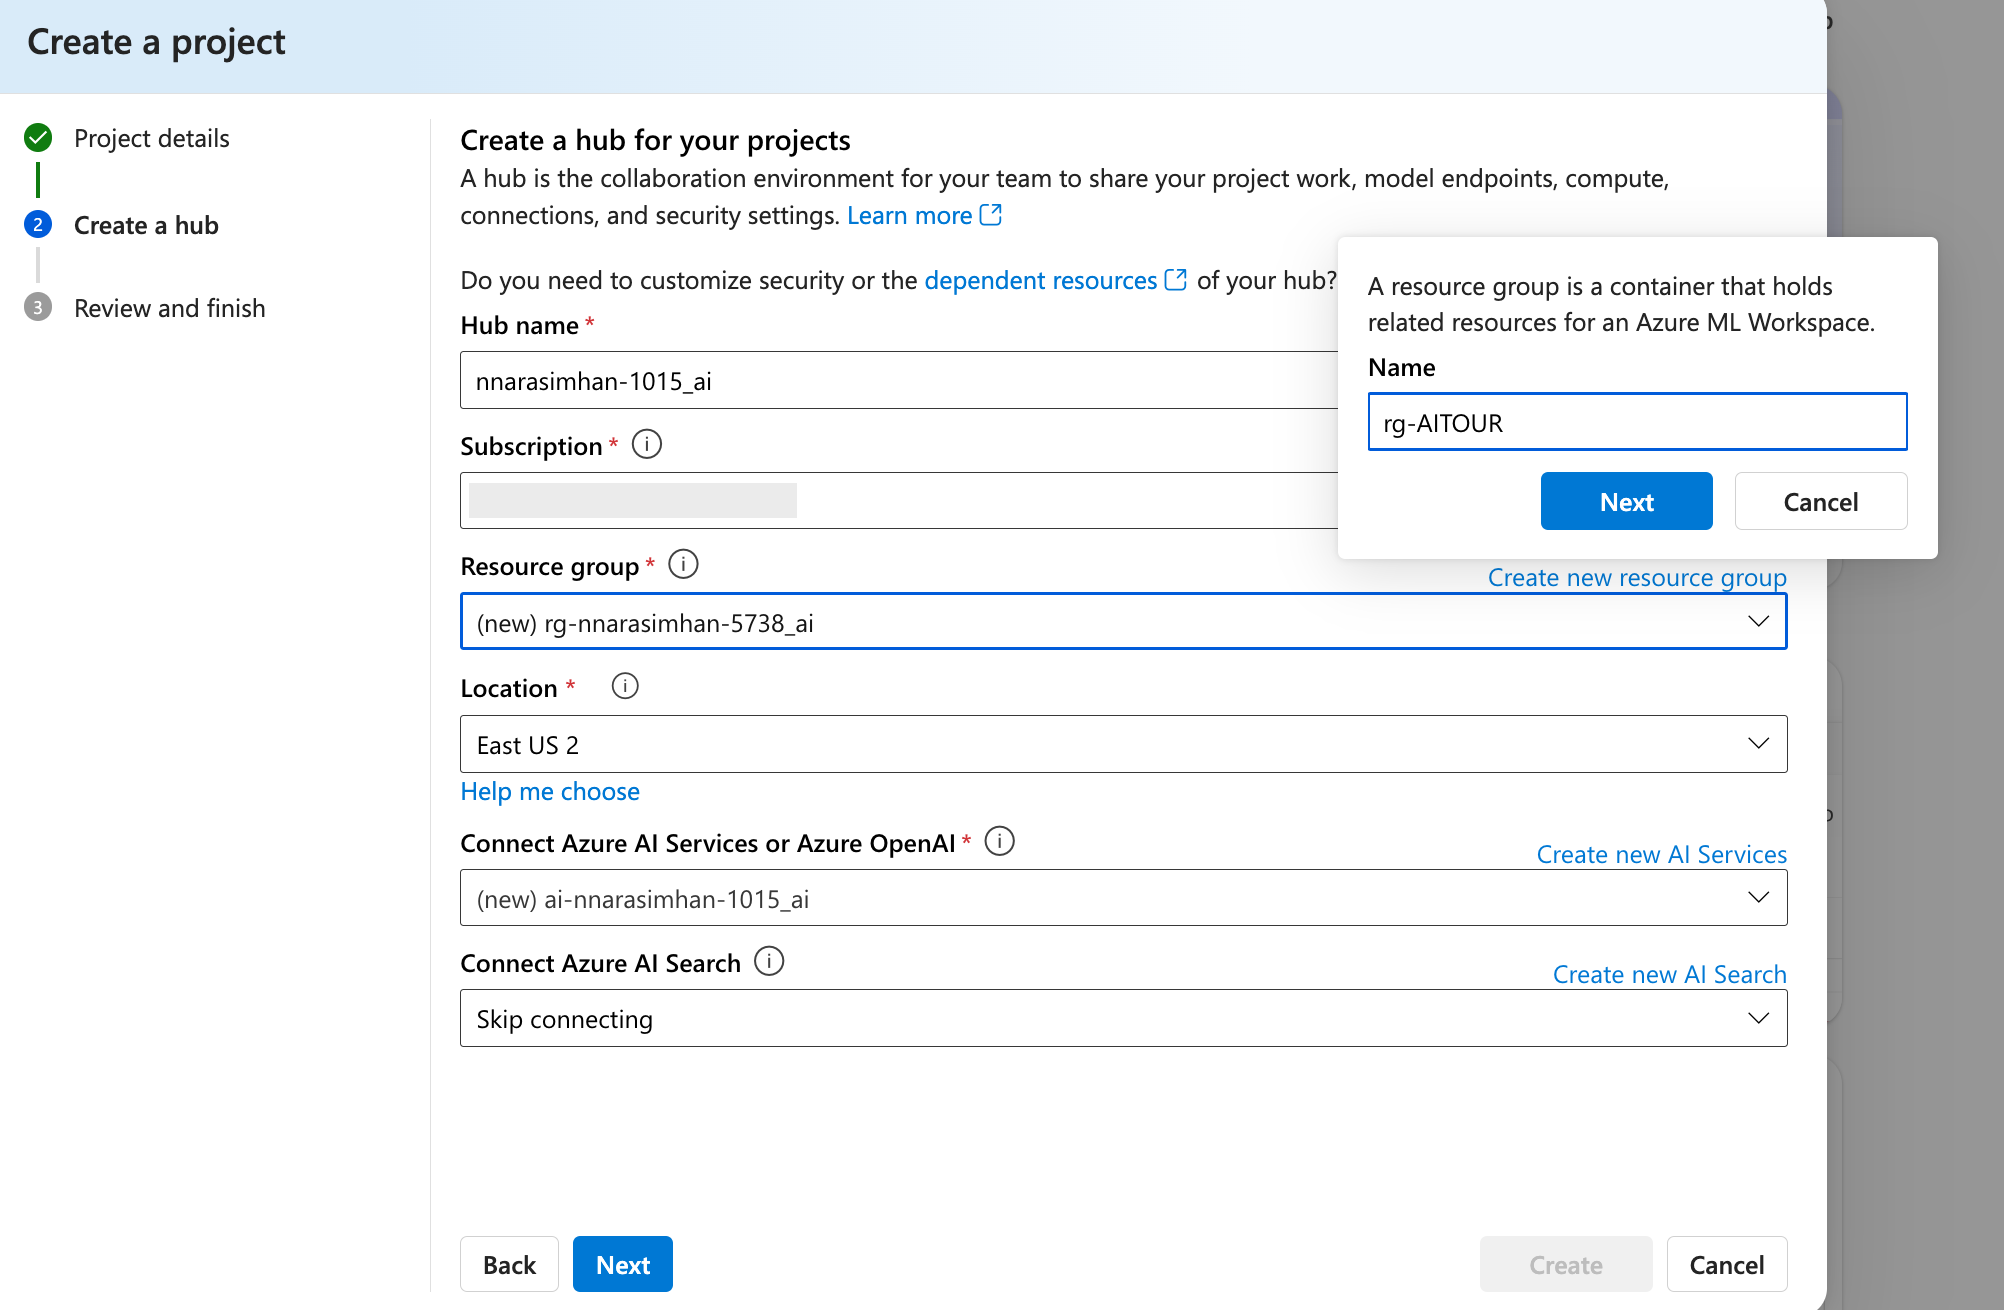 Create a project
Project details
2
Create a hub
3
Review and finish
Create a hub for your projects
A hub is the collaboration environment for your team to share your project work, model endpoints, compute,
connections, and security settings. Learn more
Do you need to customize security or the dependent resources of your hub?
Hub name *
nnarasimhan-1015_ai
Subscription *
Resource group *
Create new resource group
(new) rg-nnarasimhan-5738_ai
Location *
East US 2
Help me choose
Connect Azure AI Services or Azure OpenAI *
Create new AI Services
(new) ai-nnarasimhan-1015_ai
Connect Azure AI Search
Create new AI Search
Skip connecting
Back
Next
Create
Cancel
A resource group is a container that holds
related resources for an Azure ML Workspace.
Name
rg-AITOUR
Next
Cancel